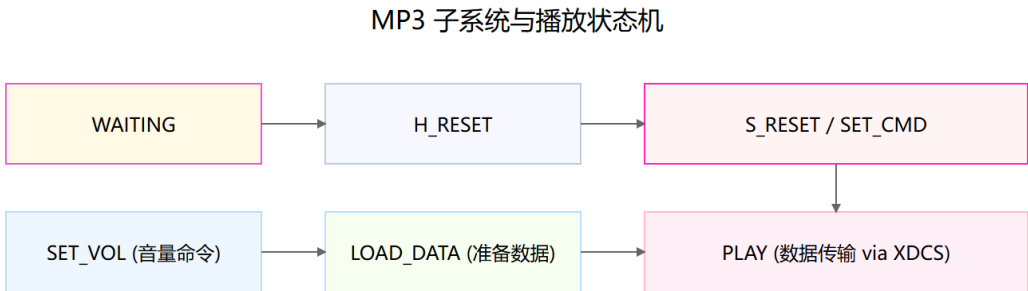 MP3 子系统与播放状态机
WAITING
H_RESET
S_RESET / SET_CMD
SET_VOL (音量命令)
LOAD_DATA (准备数据)
PLAY (数据传输 via XDCS)